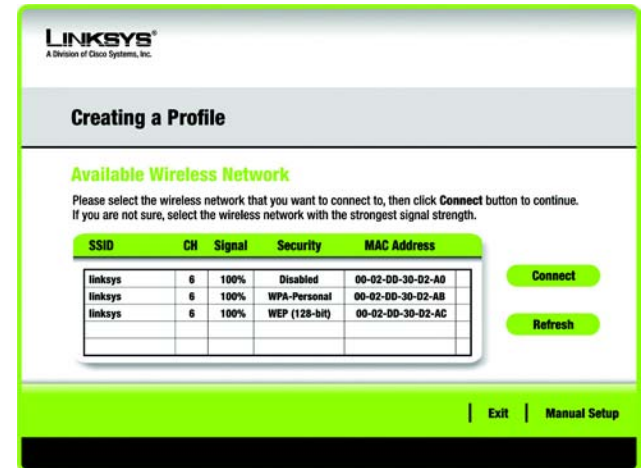 LINKSYS®
A Division of Cisco Systems, Inc.
Creating a Profile
Available Wireless Network
Please select the wireless network that you want to connect to, then click Connect button to continue.
If you are not sure, select the wireless network with the strongest signal strength.
SSID CH Signal Security MAC Address
linksys 6 100% Disabled 00-02-DD-30-D2-A0
linksys 6 100% WPA-Personal 00-02-DD-30-D2-AB
linksys 6 100% WEP (128-bit) 00-02-DD-30-D2-AC
Connect
Refresh
Exit Manual Setup